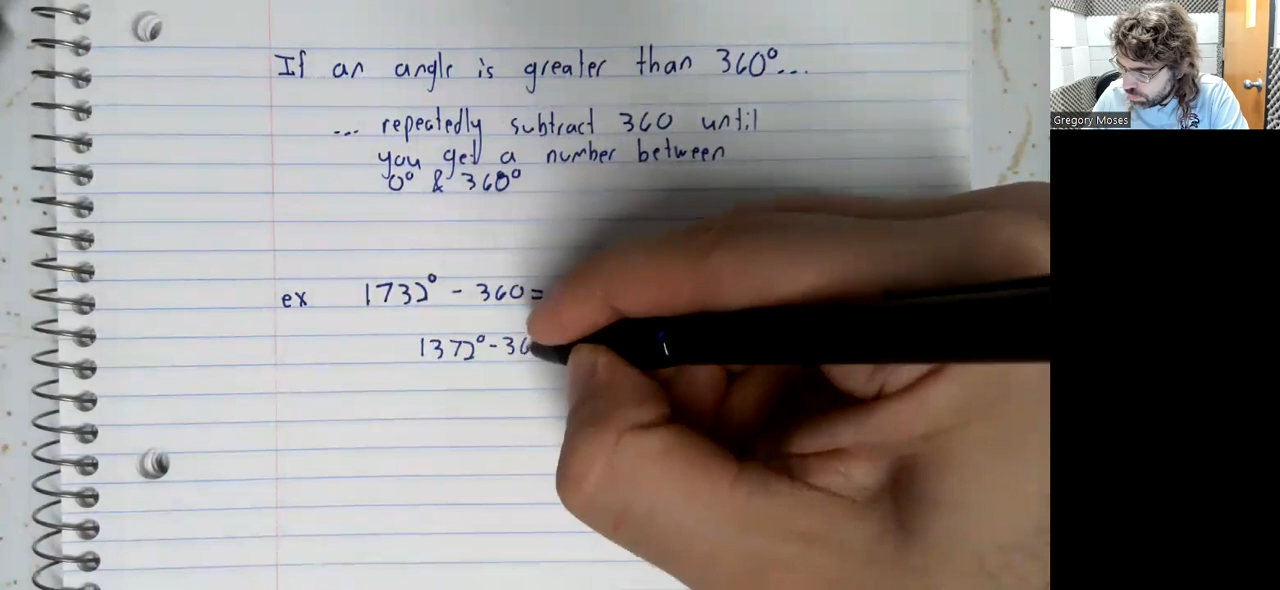 If an angle is greater than 360°...
... repeatedly subtract 360 until
you get a number between
0° & 360°
ex 1732° - 360 =
1372° - 36
Gregory Moses